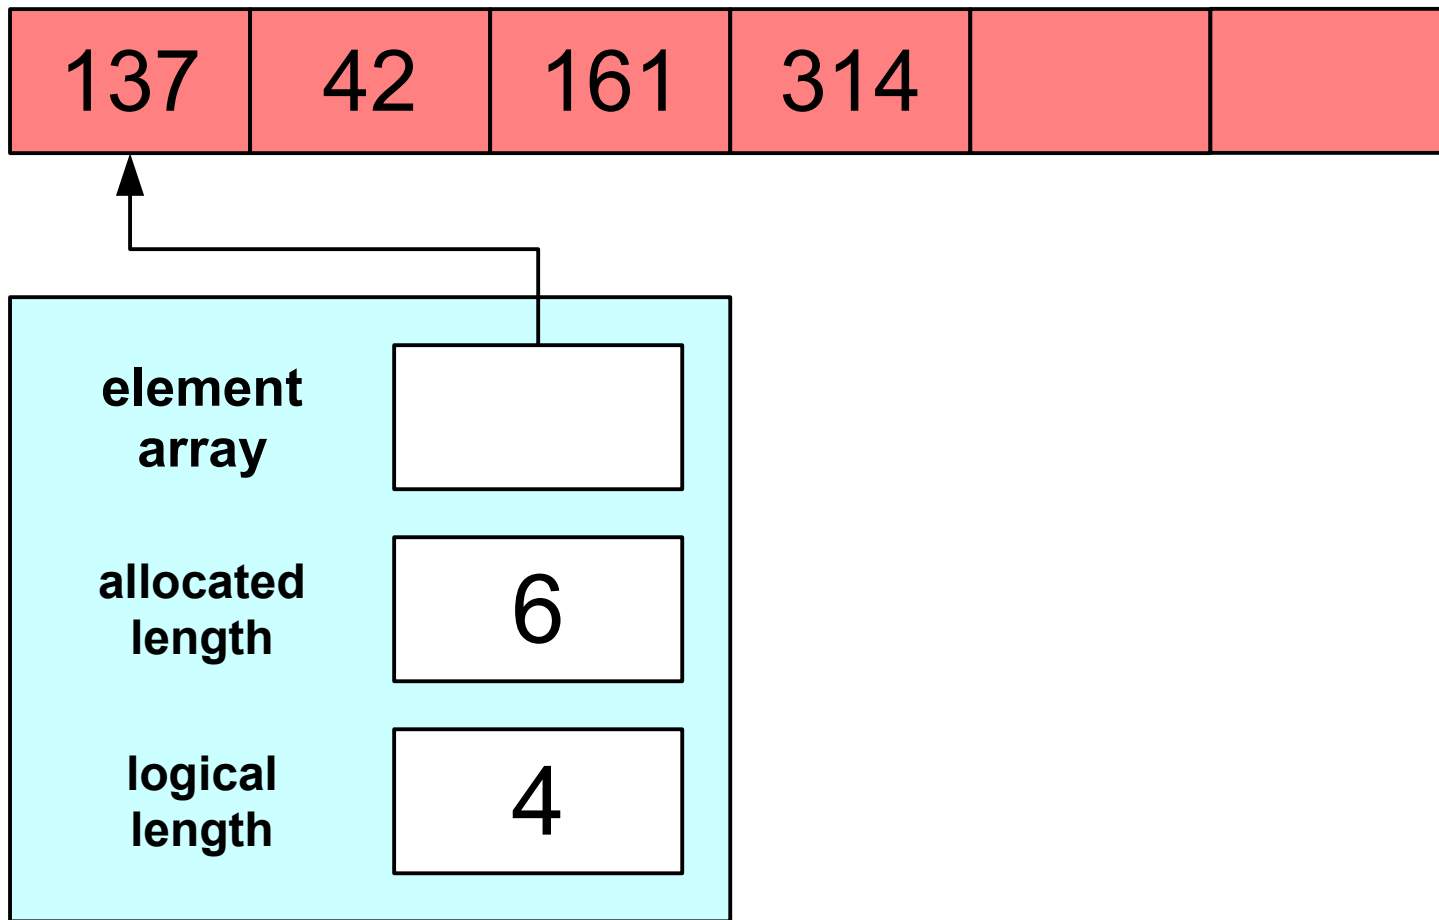 137 42 161 314
element
array
allocated
length
6
logical
length
4